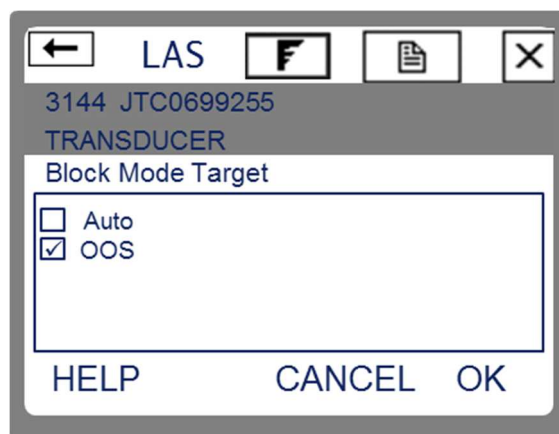 LAS
3144 JTC0699255
TRANSDUCER
Block Mode Target
Auto
OOS
HELP CANCEL OK